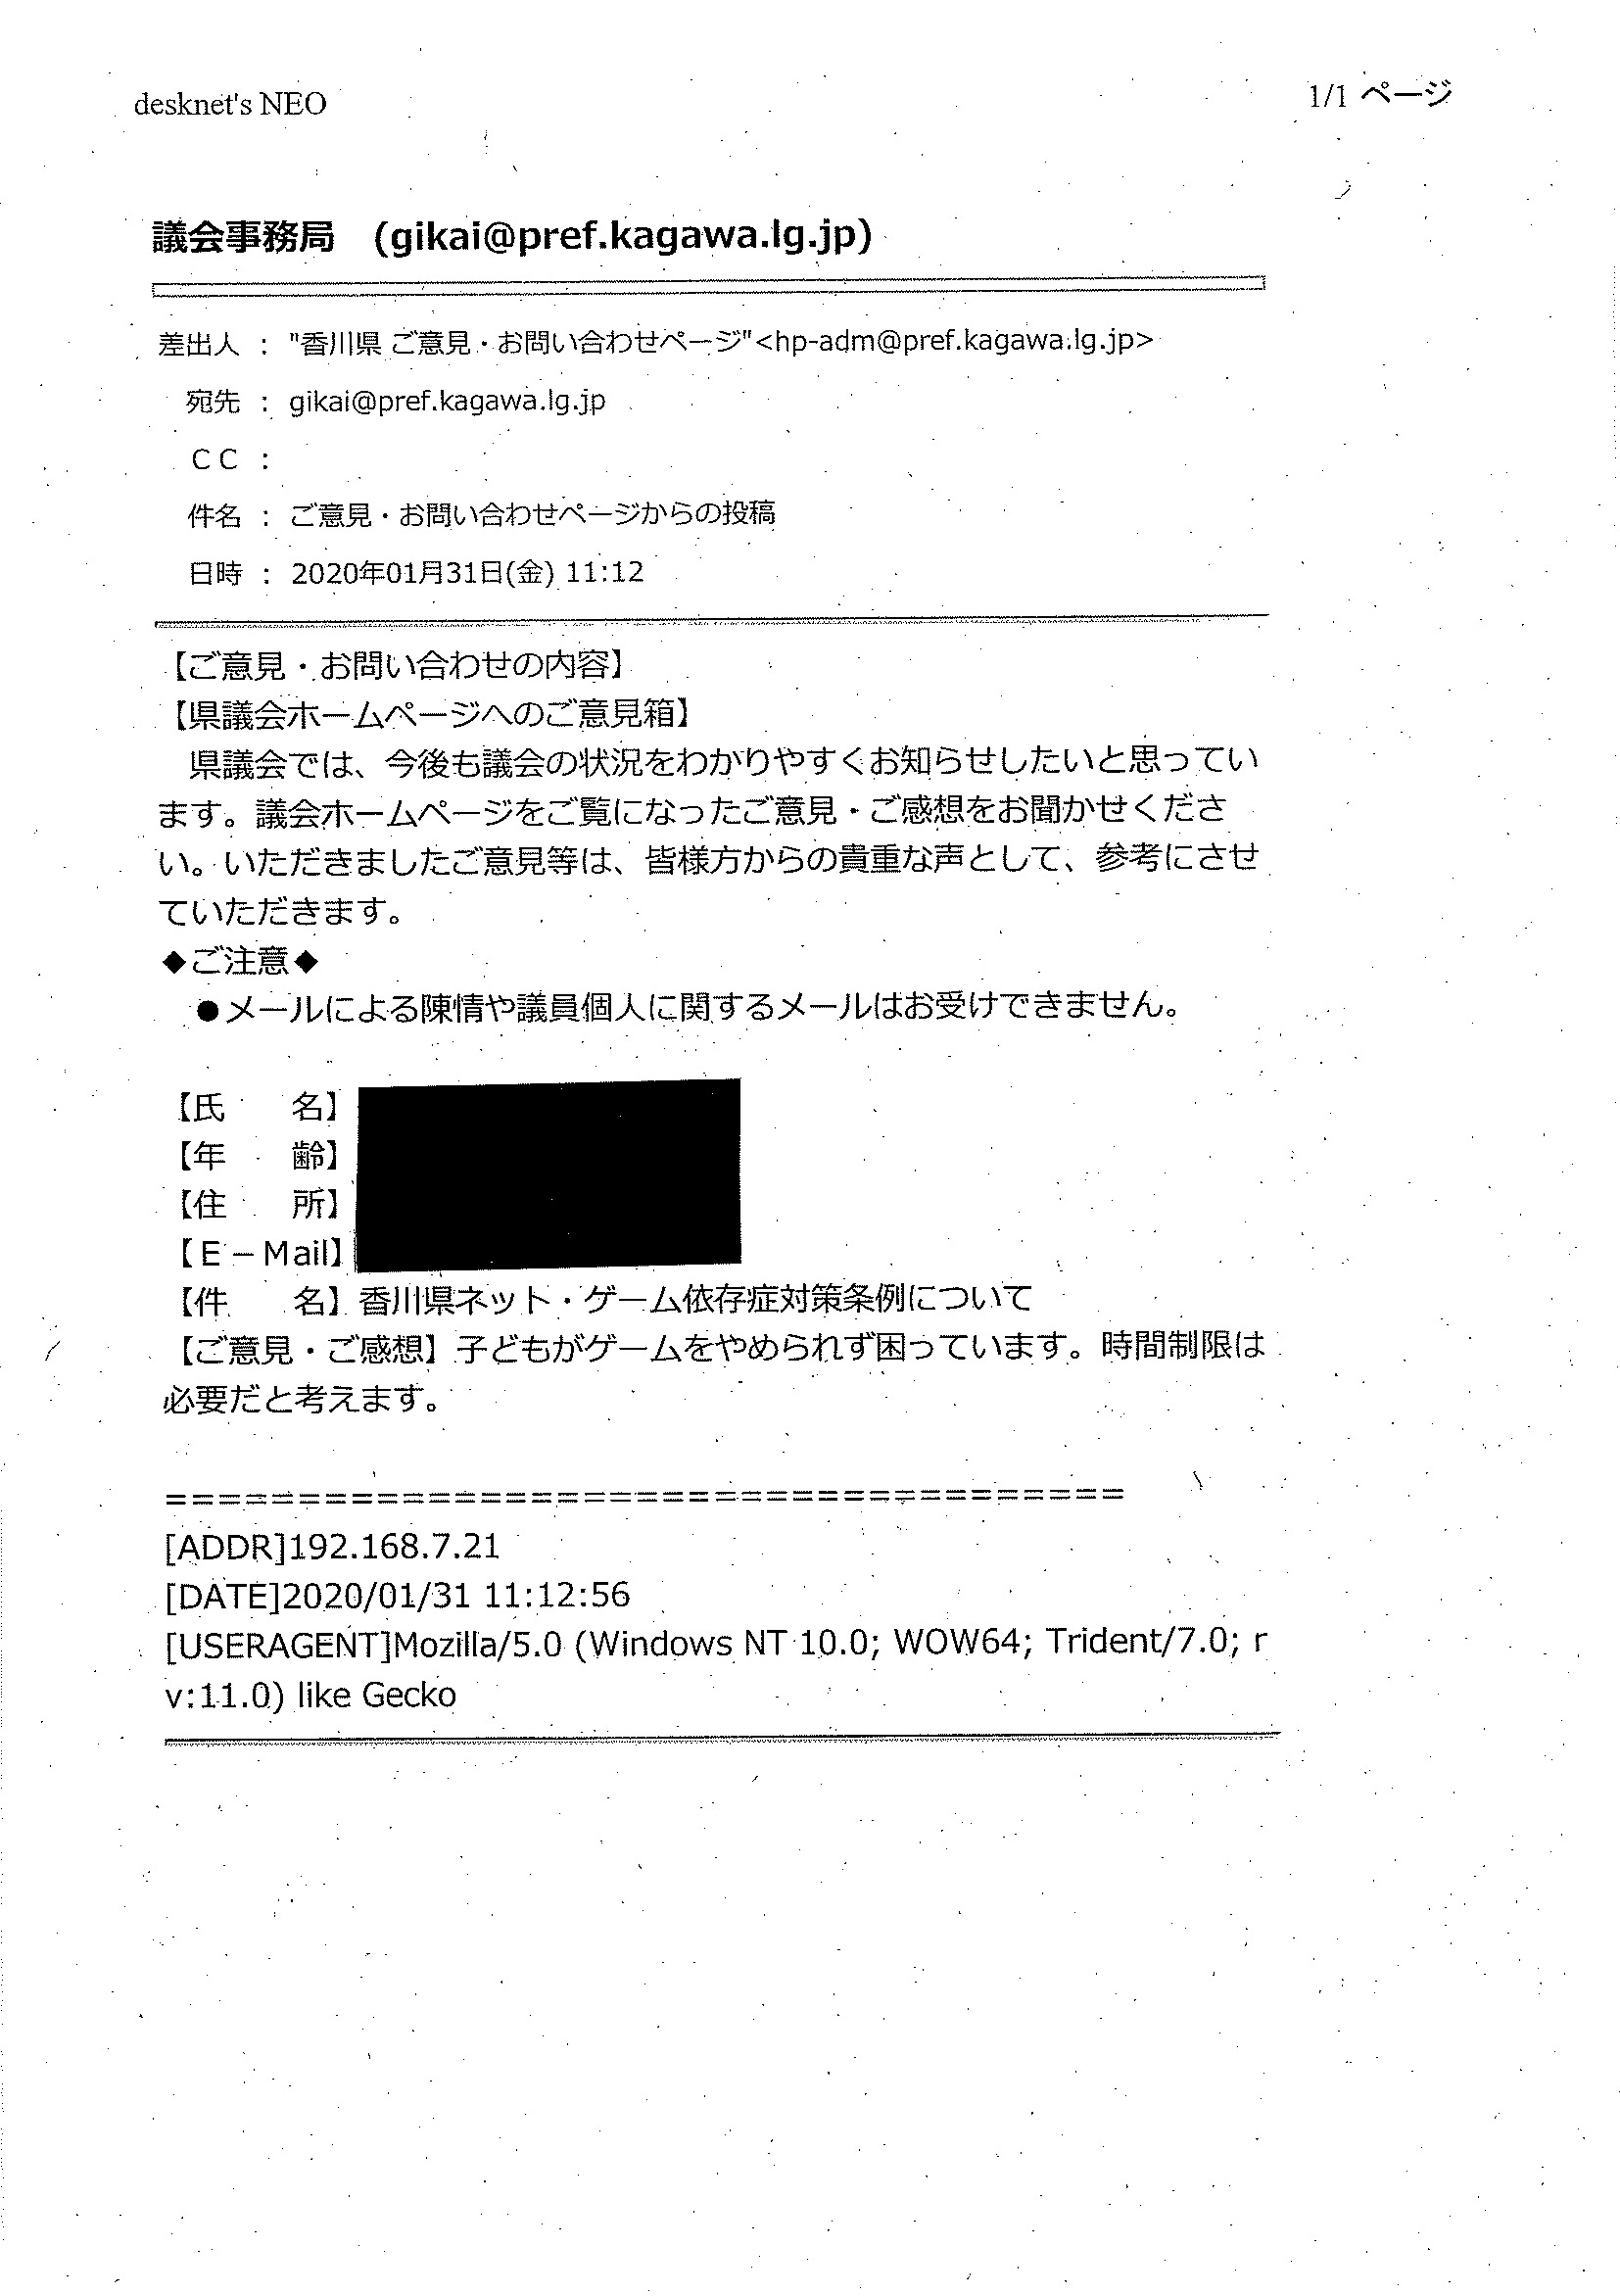 desknet's NEO
1/1 ページ
議会事務局　(gikai@pref.kagawa.lg.jp)
差出人 ： "香川県 ご意見・お問い合わせページ"<hp-adm@pref.kagawa.lg.jp>
宛先 ： gikai@pref.kagawa.lg.jp
ＣＣ ：
件名 ： ご意見・お問い合わせページからの投稿
日時 ： 2020年01月31日(金) 11:12
【ご意見・お問い合わせの内容】
【県議会ホームページへのご意見箱】
　県議会では、今後も議会の状況をわかりやすくお知らせしたいと思ってい
ます。議会ホームページをご覧になったご意見・ご感想をお聞かせくださ
い。いただきましたご意見等は、皆様方からの貴重な声として、参考にさせ
ていただきます。
◆ご注意◆
　●メールによる陳情や議員個人に関するメールはお受けできません。
【氏　　名】
【年　　齢】
【住　　所】
【Ｅ－Mail】
【件　　名】香川県ネット・ゲーム依存症対策条例について
【ご意見・ご感想】子どもがゲームをやめられず困っています。時間制限は
必要だと考えます。
=====================================
[ADDR]192.168.7.21
[DATE]2020/01/31 11:12:56
[USERAGENT]Mozilla/5.0 (Windows NT 10.0; WOW64; Trident/7.0; r
v:11.0) like Gecko